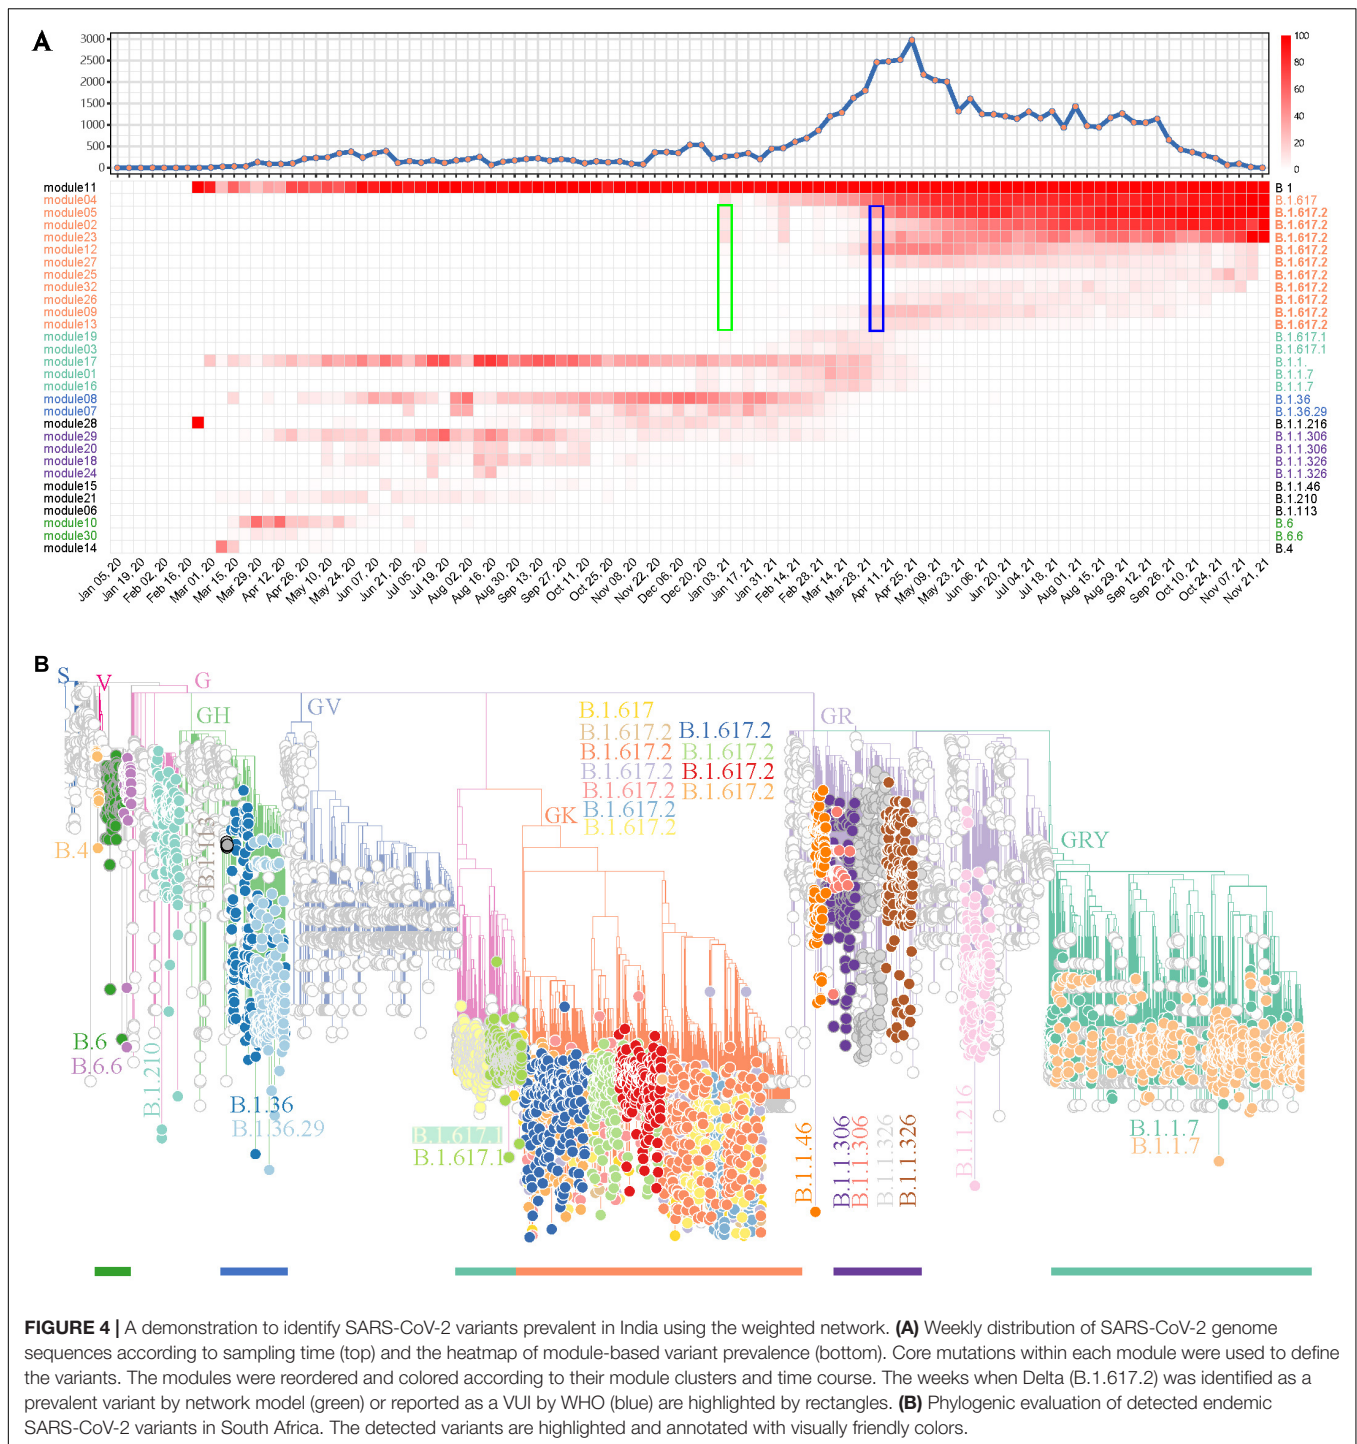 A
3000
2500
2000
1500
1000
500
0
100
80
60
40
20
0
module11 B 1
module04 B.1.617
module05 B.1.617.2
module02 B.1.617.2
module23 B.1.617.2
module12 B.1.617.2
module27 B.1.617.2
module25 B.1.617.2
module32 B.1.617.2
module26 B.1.617.2
module09 B.1.617.2
module13 B.1.617.2
module19 B.1.617.1
module03 B.1.617.1
module17 B.1.1.
module01 B.1.1.7
module16 B.1.1.7
module08 B.1.36
module07 B.1.36.29
module28 B.1.1.216
module29 B.1.1.306
module20 B.1.1.306
module18 B.1.1.326
module24 B.1.1.326
module15 B.1.1.46
module21 B.1.210
module06 B.1.113
module10 B.6
module30 B.6.6
module14 B.4
Jan 05, 20
Jan 19, 20
Feb 02, 20
Feb 16, 20
Mar 01, 20
Mar 15, 20
Mar 29, 20
Apr 12, 20
Apr 26, 20
May 10, 20
May 24, 20
Jun 07, 20
Jun 21, 20
Jul 05, 20
Jul 19, 20
Aug 02, 20
Aug 16, 20
Aug 30, 20
Sep 13, 20
Sep 27, 20
Oct 11, 20
Oct 25, 20
Nov 08, 20
Nov 22, 20
Dec 06, 20
Dec 20, 20
Jan 03, 21
Jan 17, 21
Jan 31, 21
Feb 14, 21
Feb 28, 21
Mar 14, 21
Mar 28, 21
Apr 11, 21
Apr 25, 21
May 09, 21
May 23, 21
Jun 06, 21
Jun 20, 21
Jul 04, 21
Jul 18, 21
Aug 01, 21
Aug 15, 21
Aug 29, 21
Sep 12, 21
Sep 26, 21
Oct 10, 21
Oct 24, 21
Nov 07, 21
Nov 21, 21
B
S
V
G
GH
GV
GK
GR
GRY
B.1.617
B.1.617.2 B.1.617.2
B.1.617.2 B.1.617.2
B.1.617.2 B.1.617.2
B.1.617.2 B.1.617.2
B.1.617.2
B.1.617.2
B.4
B.1.113
B.6
B.6.6
B.1.210
B.1.36
B.1.36.29
B.1.617.1
B.1.617.1
B.1.1.46
B.1.1.306
B.1.1.306
B.1.1.326
B.1.1.326
B.1.1.216
B.1.1.7
B.1.1.7
FIGURE 4 | A demonstration to identify SARS-CoV-2 variants prevalent in India using the weighted network. (A) Weekly distribution of SARS-CoV-2 genome
sequences according to sampling time (top) and the heatmap of module-based variant prevalence (bottom). Core mutations within each module were used to define
the variants. The modules were reordered and colored according to their module clusters and time course. The weeks when Delta (B.1.617.2) was identified as a
prevalent variant by network model (green) or reported as a VUI by WHO (blue) are highlighted by rectangles. (B) Phylogenic evaluation of detected endemic
SARS-CoV-2 variants in South Africa. The detected variants are highlighted and annotated with visually friendly colors.